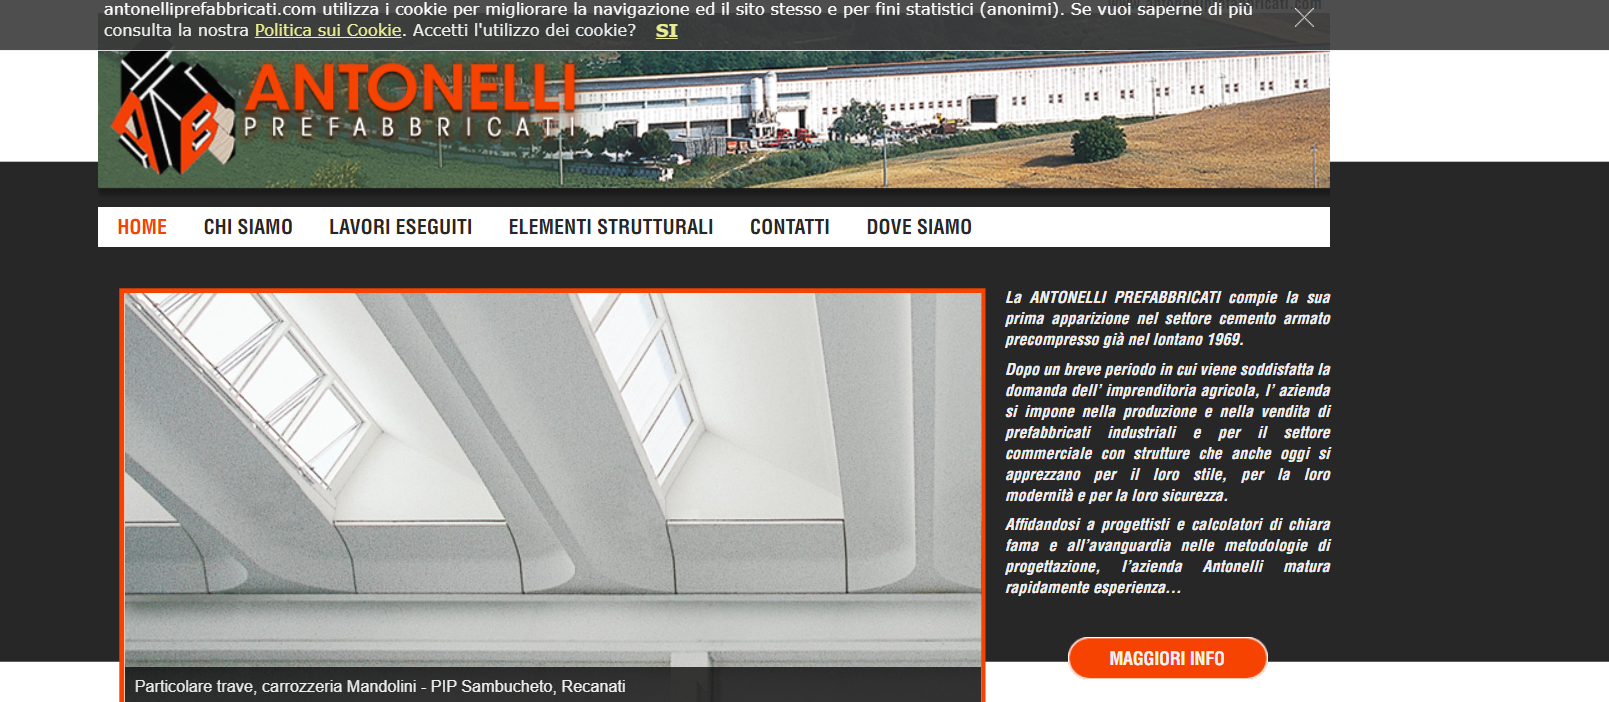 antonelliprefabbricati.com utilizza i cookie per migliorare la navigazione ed il sito stesso e per fini statistici (anonimi). Se vuoi saperne di più
consulta la nostra Politica sui Cookie. Accetti l'utilizzo dei cookie? SI
ANTONELLI
PREFABBRICATI
HOME CHI SIAMO LAVORI ESEGUITI ELEMENTI STRUTTURALI CONTATTI DOVE SIAMO
La ANTONELLI PREFABBRICATI compie la sua
prima apparizione nel settore cemento armato
precompresso già nel lontano 1969.
Dopo un breve periodo in cui viene soddisfatta la
domanda dell’ imprenditoria agricola, l’ azienda
si impone nella produzione e nella vendita di
prefabbricati industriali e per il settore
commerciale con strutture che anche oggi si
apprezzano per il loro stile, per la loro
modernità e per la loro sicurezza.
Affidandosi a progettisti e calcolatori di chiara
fama e all’avanguardia nelle metodologie di
progettazione, l’azienda Antonelli matura
rapidamente esperienza...
MAGGIORI INFO
Particolare trave, carrozzeria Mandolini - PIP Sambucheto, Recanati